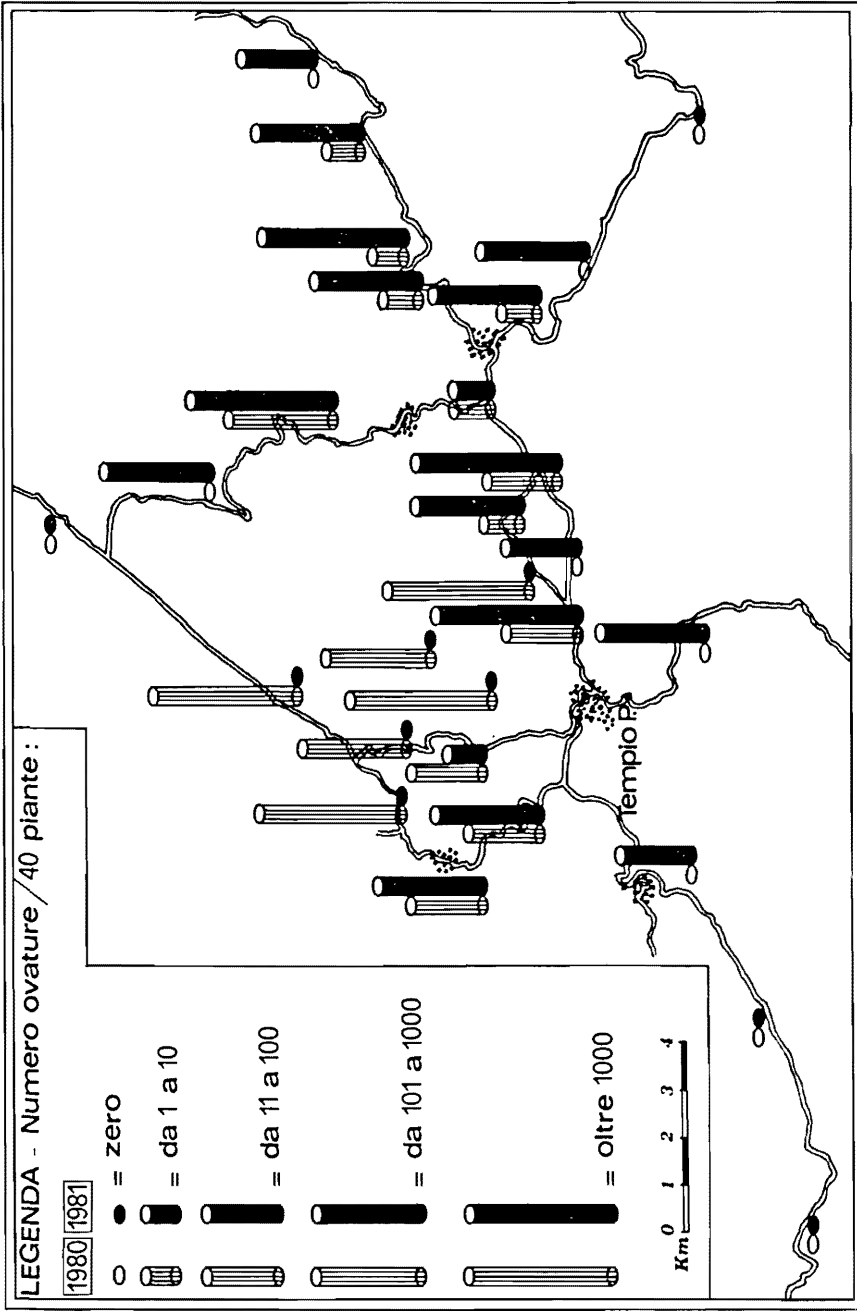 LEGENDA - Numero ovature / 40 piante :
1980 1981
= zero
= da 1 a 10
= da 11 a 100
= da 101 a 1000
= oltre 1000
0 1 2 3 4
Km
Tempio P.